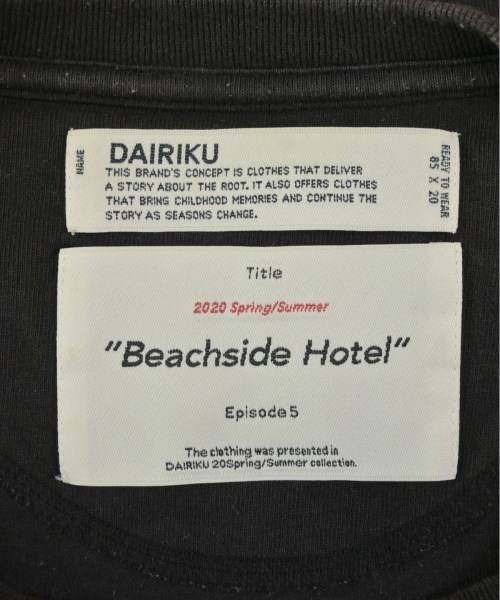 NAME
DAIRIKU
THIS BRAND'S CONCEPT IS CLOTHES THAT DELIVER
A STORY ABOUT THE ROOT. IT ALSO OFFERS CLOTHES
THAT BRING CHILDHOOD MEMORIES AND CONTINUE THE
STORY AS SEASONS CHANGE.
READY TO WEAR
85 X 20
Title
2020 Spring/Summer
"Beachside Hotel"
Episode 5
The clothing was presented in
DAIRIKU 20Spring/Summer collection.